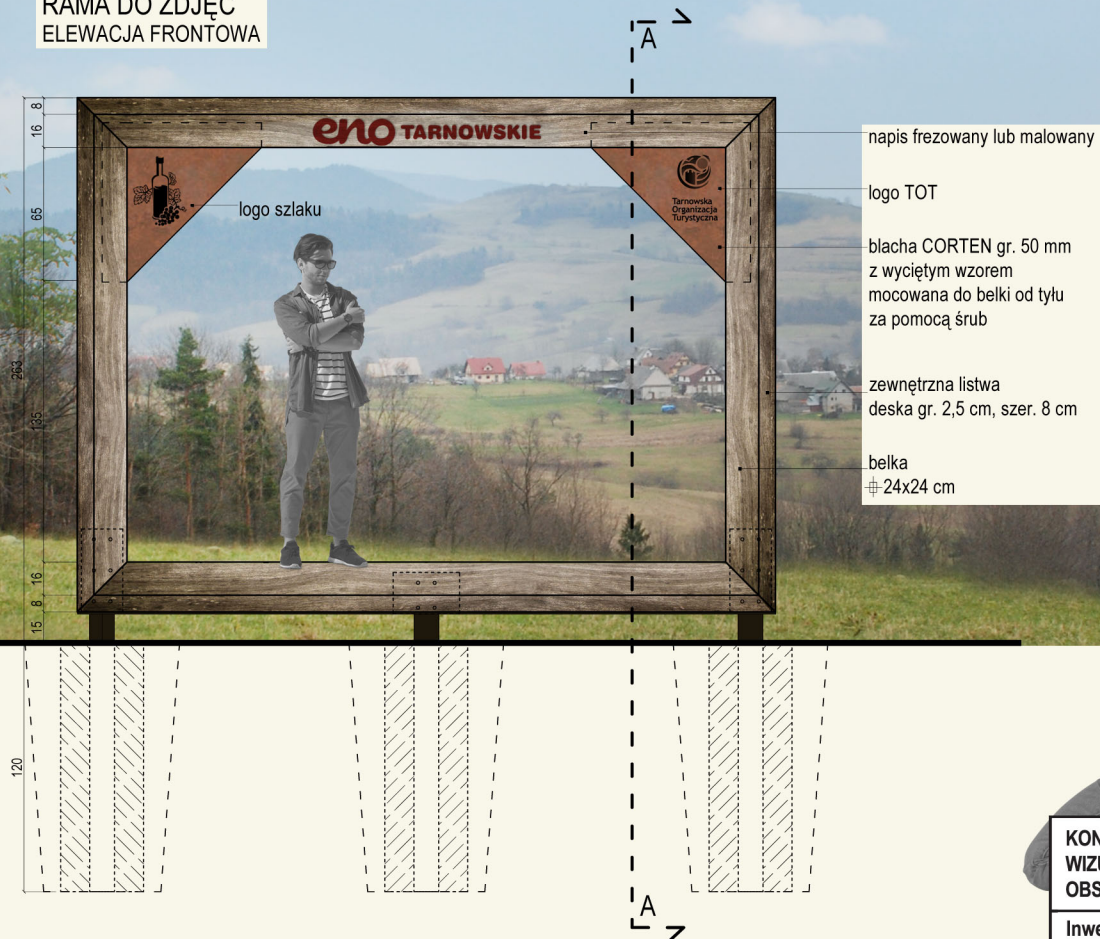 RAMA DO ZDJĘĆ
ELEWACJA FRONTOWA
A
8
16
65
263
135
16
8
15
120
eno TARNOWSKIE
logo szlaku
Tarnowska
Organizacja
Turystyczna
napis frezowany lub malowany
logo TOT
blacha CORTEN gr. 50 mm
z wyciętym wzorem
mocowana do belki od tyłu
za pomocą śrub
zewnętrzna listwa
deska gr. 2,5 cm, szer. 8 cm
belka
24x24 cm
A